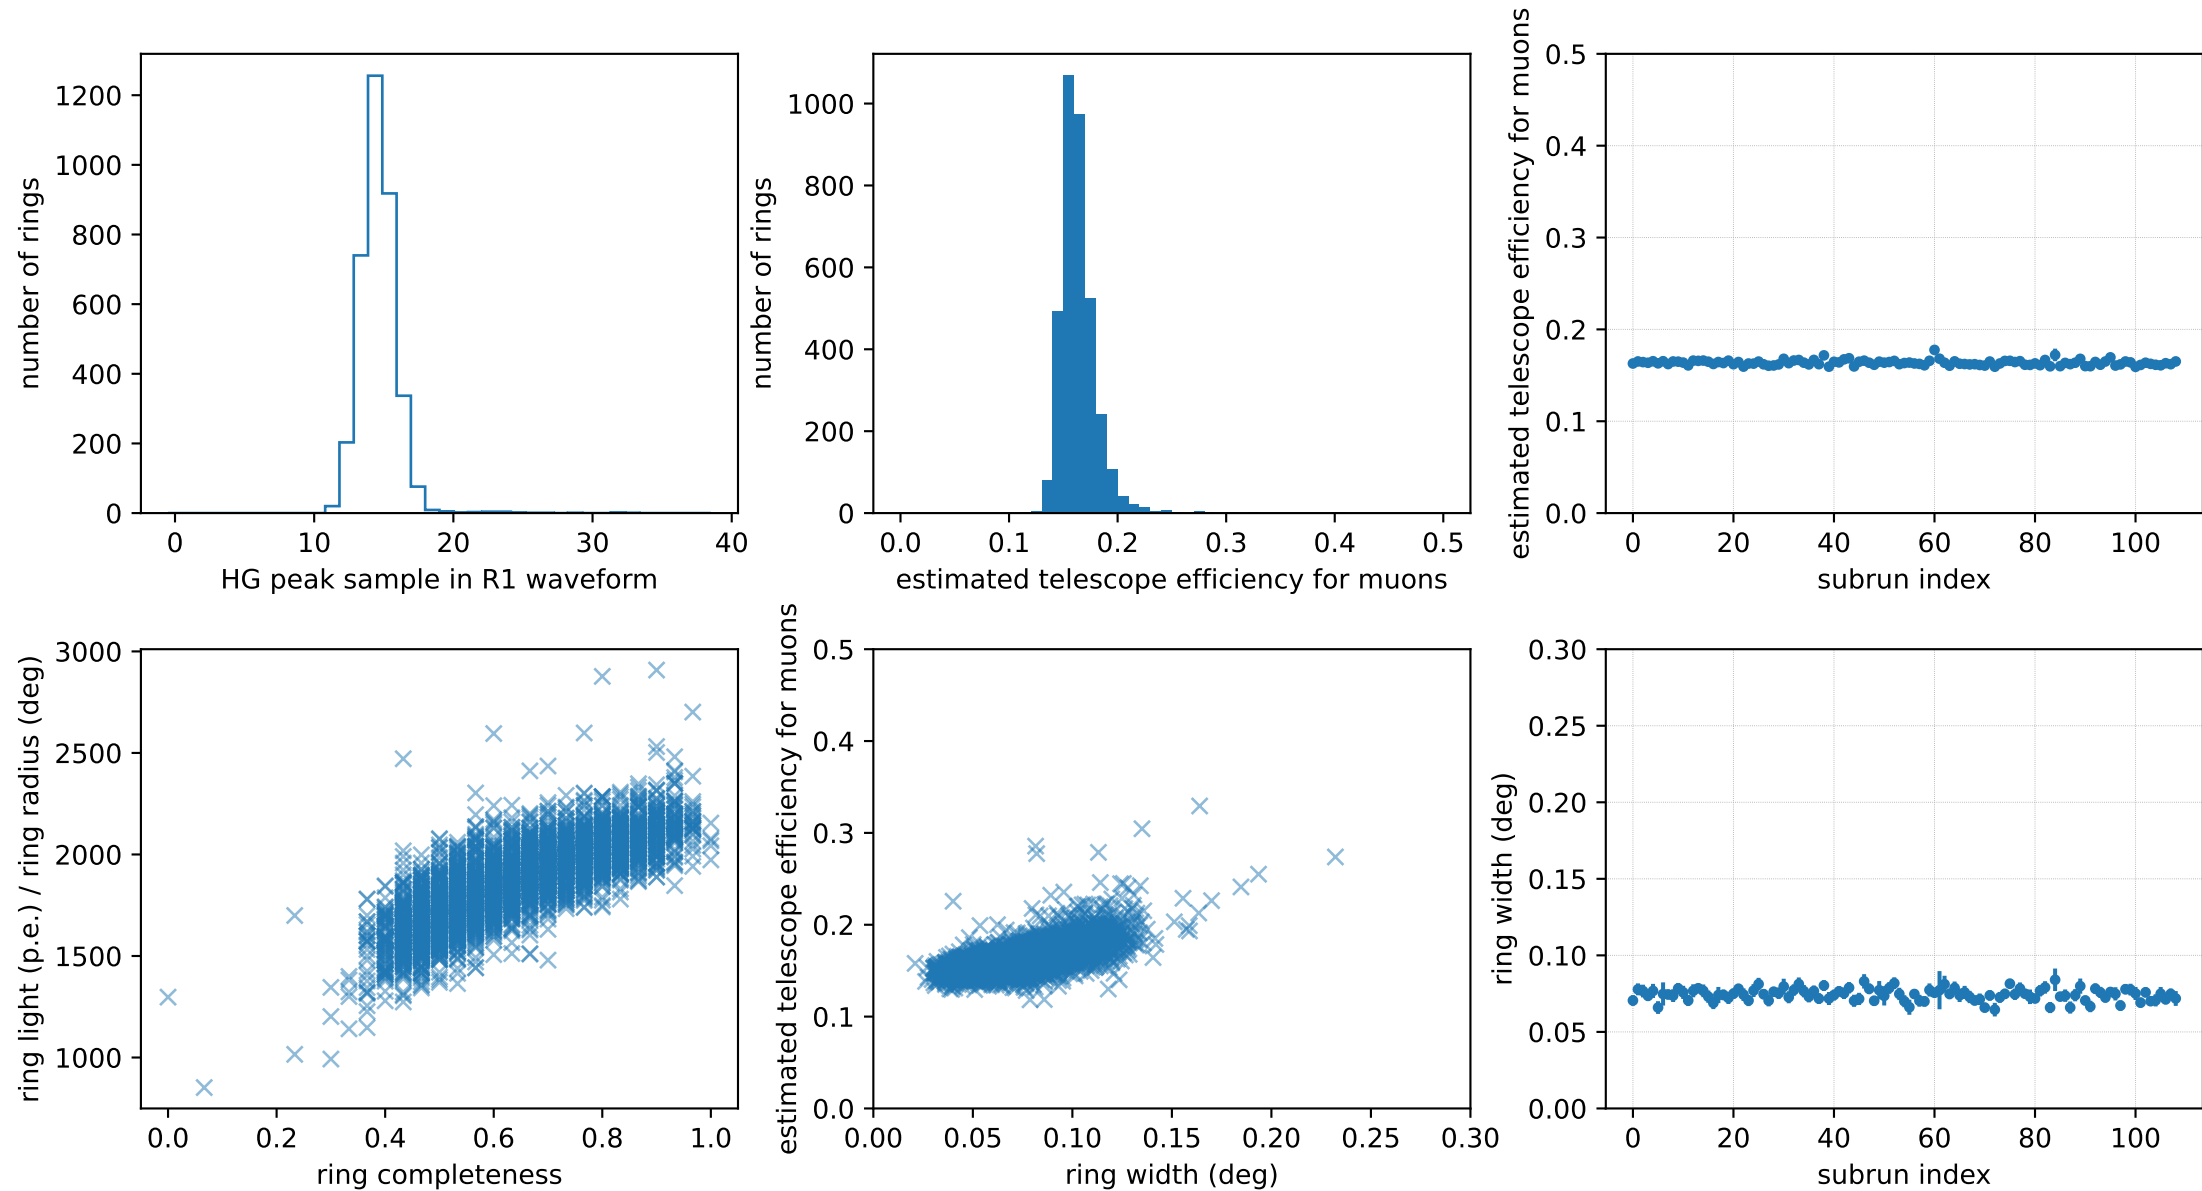 number of rings
1200
1000
800
600
400
200
0
0 10 20 30 40
HG peak sample in R1 waveform
number of rings
1000
800
600
400
200
0
0.0 0.1 0.2 0.3 0.4 0.5
estimated telescope efficiency for muons
estimated telescope efficiency for muons
0.5
0.4
0.3
0.2
0.1
0.0
0 20 40 60 80 100
subrun index
ring light (p.e.) / ring radius (deg)
3000
2500
2000
1500
1000
0.0 0.2 0.4 0.6 0.8 1.0
ring completeness
estimated telescope efficiency for muons
0.5
0.4
0.3
0.2
0.1
0.0
0.00 0.05 0.10 0.15 0.20 0.25 0.30
ring width (deg)
ring width (deg)
0.30
0.25
0.20
0.15
0.10
0.05
0.00
0 20 40 60 80 100
subrun index